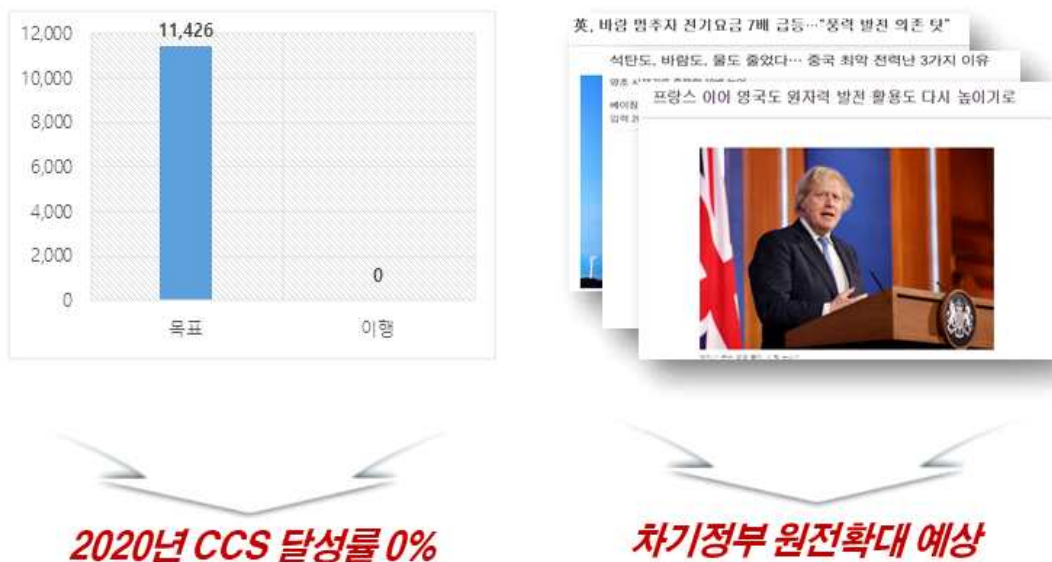 12,000
10,000
8,000
6,000
4,000
2,000
0
11,426
0
목표
이행
英, 바람 멈추자 전기요금 7배 급등…"풍력 발전 의존 탓"
석탄도, 바람도, 물도 줄었다… 중국 최악 전력난 3가지 이유
프랑스 이어 영국도 원자력 발전 활용도 다시 높이기로
2020년 CCS 달성률 0%
차기정부 원전확대 예상